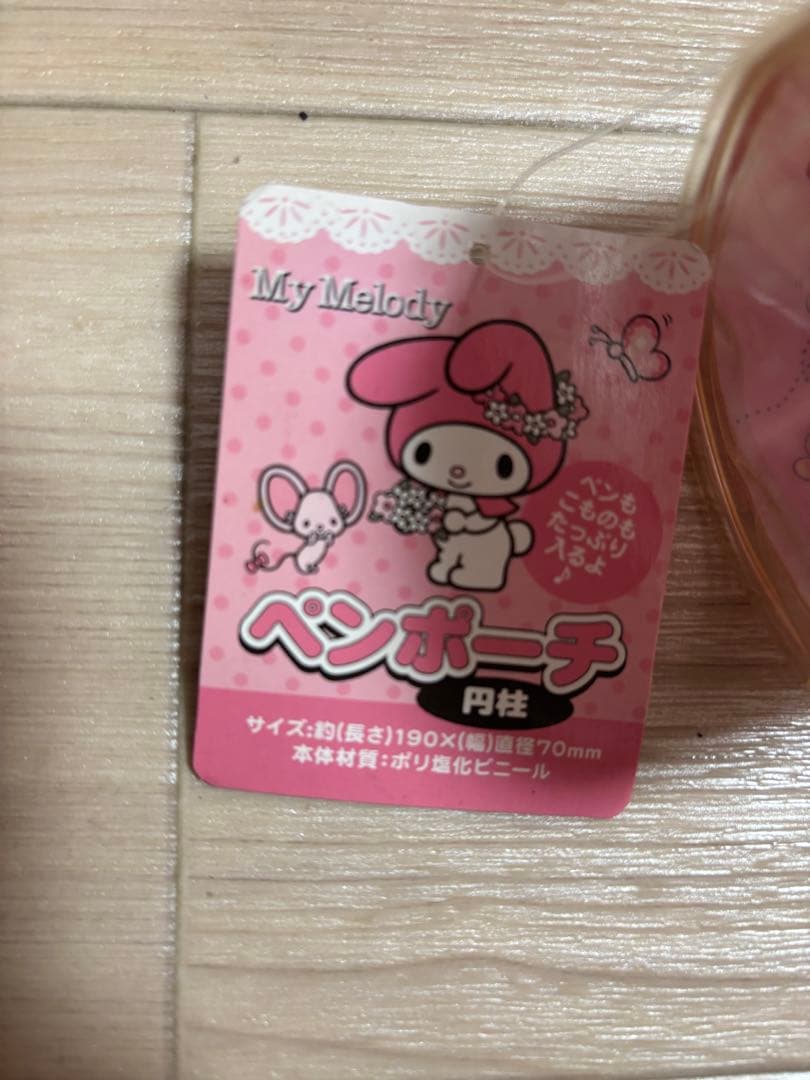 My Melody
ペンも
こものも
たっぷり
入るよ
♪
ペンポーチ
円柱
サイズ:約(長さ)190×(幅)直径70mm
本体材質:ポリ塩化ビニール